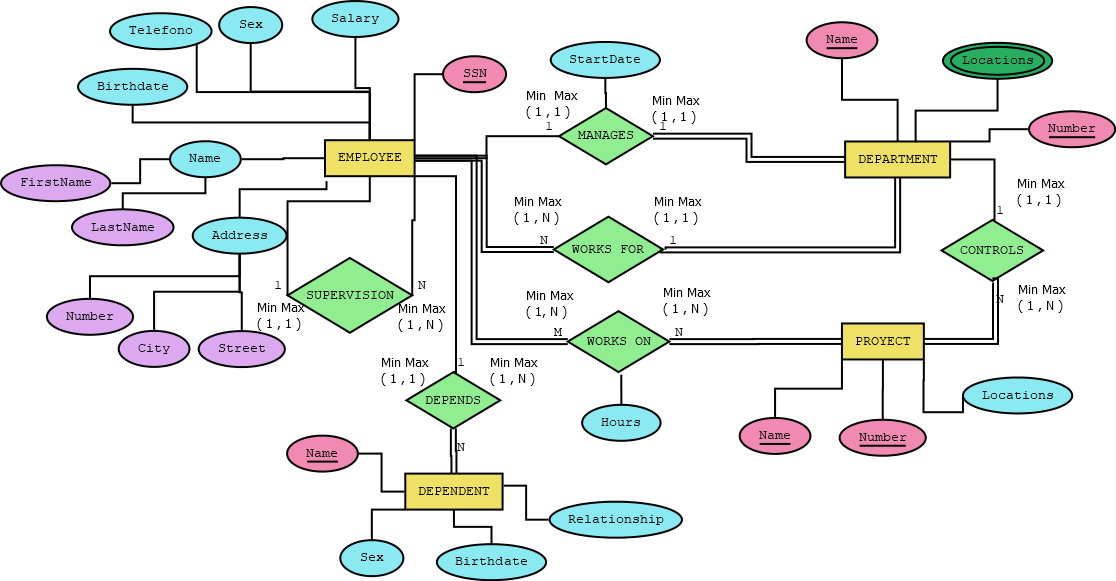 Telefono
Sex
Salary
Name
Locations
StartDate
SSN
Birthdate
Min Max
( 1 , 1 )
Min Max
( 1 , 1 )
Number
1
1
MANAGES
EMPLOYEE
Name
DEPARTMENT
FirstName
Min Max
( 1 , 1 )
LastName
Min Max
( 1 , N )
Min Max
( 1 , 1 )
1
Address
N
1
WORKS FOR
CONTROLS
1
N
SUPERVISION
Min Max
( 1 , 1 )
Min Max
( 1 , N )
Min Max
( 1, N )
Min Max
( 1 , N )
Min Max
( 1 , N )
N
Number
M
N
WORKS ON
PROYECT
City
Street
Min Max
( 1 , 1 )
1
Min Max
( 1 , N )
DEPENDS
Locations
Hours
Name
Number
N
Name
DEPENDENT
Relationship
Sex
Birthdate